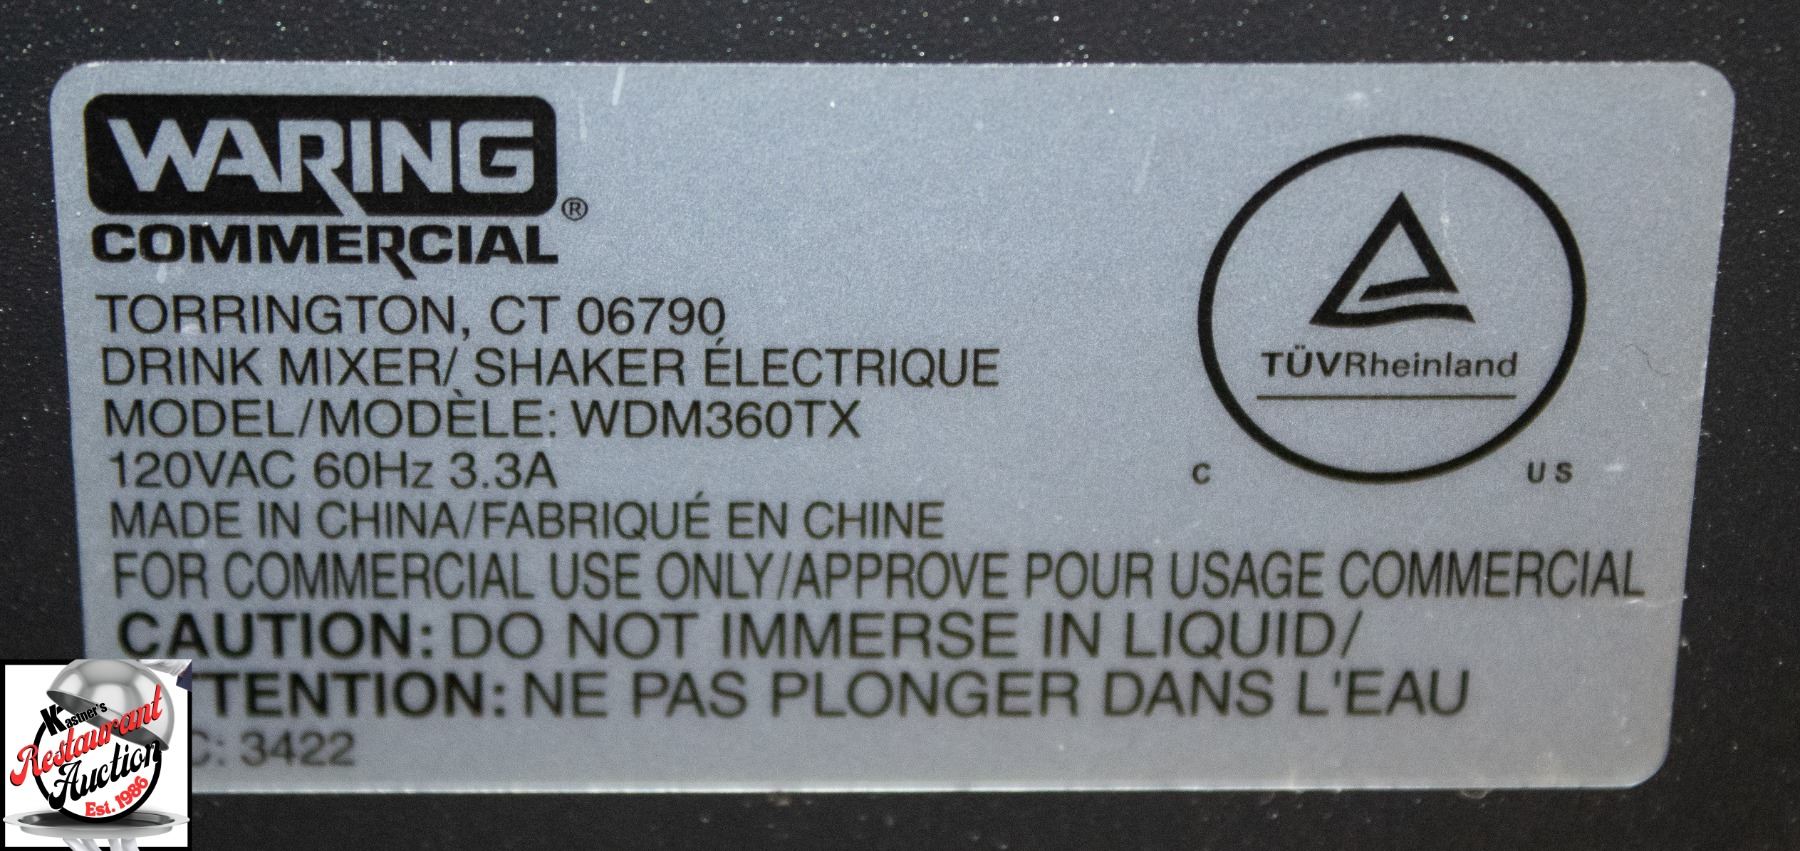 WARING
®
COMMERCIAL
TORRINGTON, CT 06790
DRINK MIXER/ SHAKER ÉLECTRIQUE
MODEL/MODÈLE: WDM360TX
120VAC 60Hz 3.3A
MADE IN CHINA/FABRIQUÉ EN CHINE
FOR COMMERCIAL USE ONLY/APPROVE POUR USAGE COMMERCIAL
CAUTION: DO NOT IMMERSE IN LIQUID/
TTENTION: NE PAS PLONGER DANS L'EAU
C: 3422
TÜVRheinland
C US
Kastner's
Restaurant
Auction
Est. 1986